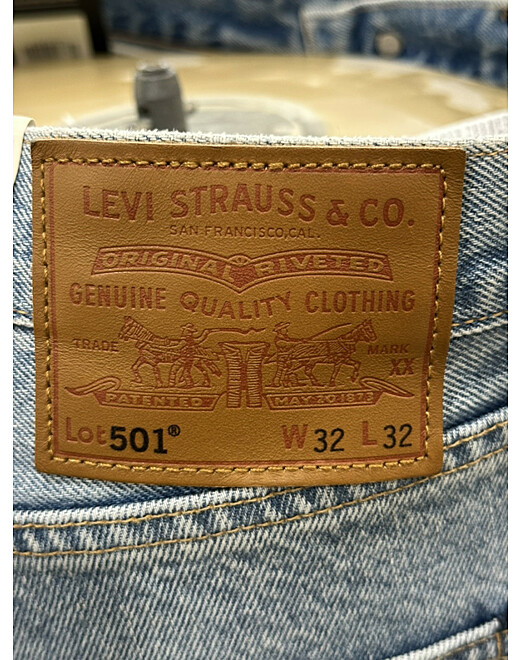 LEVI STRAUSS & CO.
SAN FRANCISCO, CAL.
ORIGINAL RIVETED
GENUINE QUALITY CLOTHING
TRADE MARK
XX
PATENTED MAY 20 1873
Lot 501® W 32 L 32